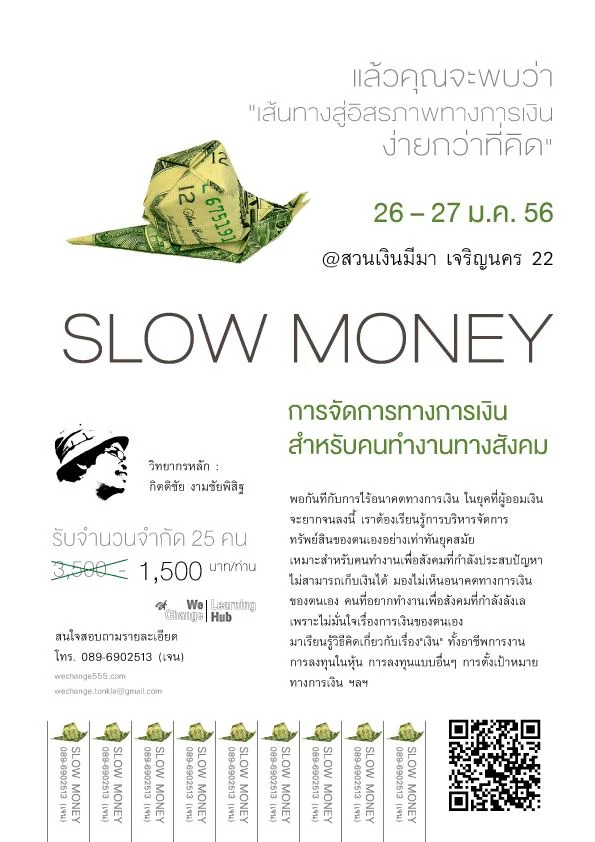 แล้วคุณจะพบว่า
"เส้นทางสู่อิสรภาพทางการเงิน
ง่ายกว่าที่คิด"
12
12
L 675197
26 – 27 ม.ค. 56
@สวนเงินมีมา เจริญนคร 22
SLOW MONEY
การจัดการทางการเงิน
สำหรับคนทำงานทางสังคม
วิทยากรหลัก :
กิตติชัย งามชัยพิสิฐ
รับจำนวนจำกัด 25 คน
3,500 - 1,500 บาท/ท่าน
We Change | Learning Hub
สนใจสอบถามรายละเอียด
โทร. 089-6902513 (เจน)
wechange555.com
wechange.tonkla@gmail.com
พอกันทีกับการไร้อนาคตทางการเงิน ในยุคที่ผู้ออมเงิน
จะยากจนลงนี้ เราต้องเรียนรู้การบริหารจัดการ
ทรัพย์สินของตนเองอย่างเท่าทันยุคสมัย
เหมาะสำหรับคนทำงานเพื่อสังคมที่กำลังประสบปัญหา
ไม่สามารถเก็บเงินได้ มองไม่เห็นอนาคตทางการเงิน
ของตนเอง คนที่อยากทำงานเพื่อสังคมที่กำลังลังเล
เพราะไม่มั่นใจเรื่องการเงินของตนเอง
มาเรียนรู้วิธีคิดเกี่ยวกับเรื่อง"เงิน" ทั้งอาชีพการงาน
การลงทุนในหุ้น การลงทุนแบบอื่นๆ การตั้งเป้าหมาย
ทางการเงิน ฯลฯ
SLOW MONEY
089-6902513 (เจน)
SLOW MONEY
089-6902513 (เจน)
SLOW MONEY
089-6902513 (เจน)
SLOW MONEY
089-6902513 (เจน)
SLOW MONEY
089-6902513 (เจน)
SLOW MONEY
089-6902513 (เจน)
SLOW MONEY
089-6902513 (เจน)
SLOW MONEY
089-6902513 (เจน)
SLOW MONEY
089-6902513 (เจน)